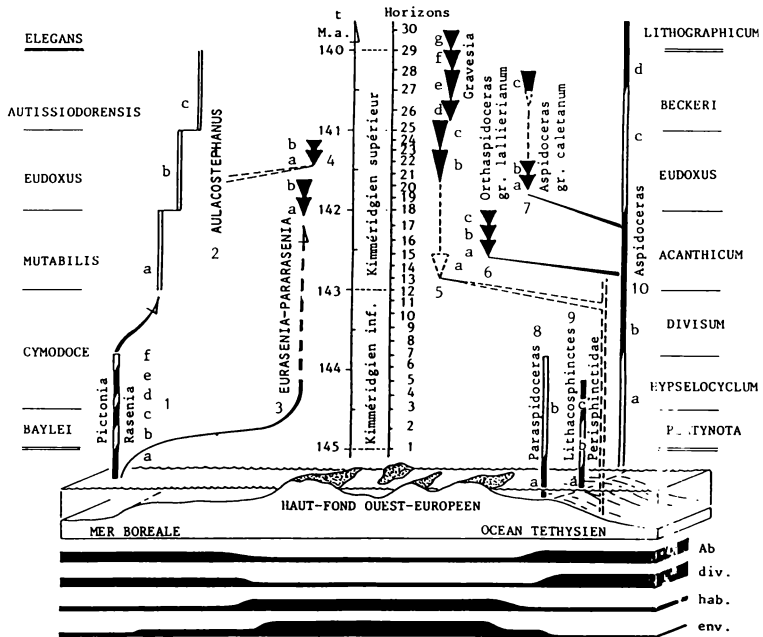 t
M.a.
Horizons
ELEGANS
AUTISSIODORENSIS
EUDOXUS
MUTABILIS
CYMODOCE
BAYLEI
c
b
a
AULACOSTEPHANUS
2
f
e
d
c
b
a
Pictonia
Rasenia
1
3
EURASENIA-PARARASENIA
b
a
4
b
a
140
141
142
143
144
145
Kimméridgien supérieur
Kimméridgien inf.
30
29
28
27
26
25
24
23
22
21
20
19
18
17
16
15
14
13
12
11
10
9
8
7
6
5
4
3
2
1
g
f
e
d
c
b
a
5
Gravesia
Orthaspidoceras
gr. lallierianum
c
b
a
6
Aspidoceras
gr. caletanum
c
b
a
7
8
Paraspidoceras
b
a
9
Lithacosphinctes
c
b
a
Perisphinctidae
Aspidoceras
10
d
c
b
a
LITHOGRAPHICUM
BECKERI
EUDOXUS
ACANTHICUM
DIVISUM
HYPSELOCYCLUM
PLATYNOTA
HAUT-FOND OUEST-EUROPEEN
MER BOREALE
OCEAN TETHYSIEN
Ab
div.
hab.
env.